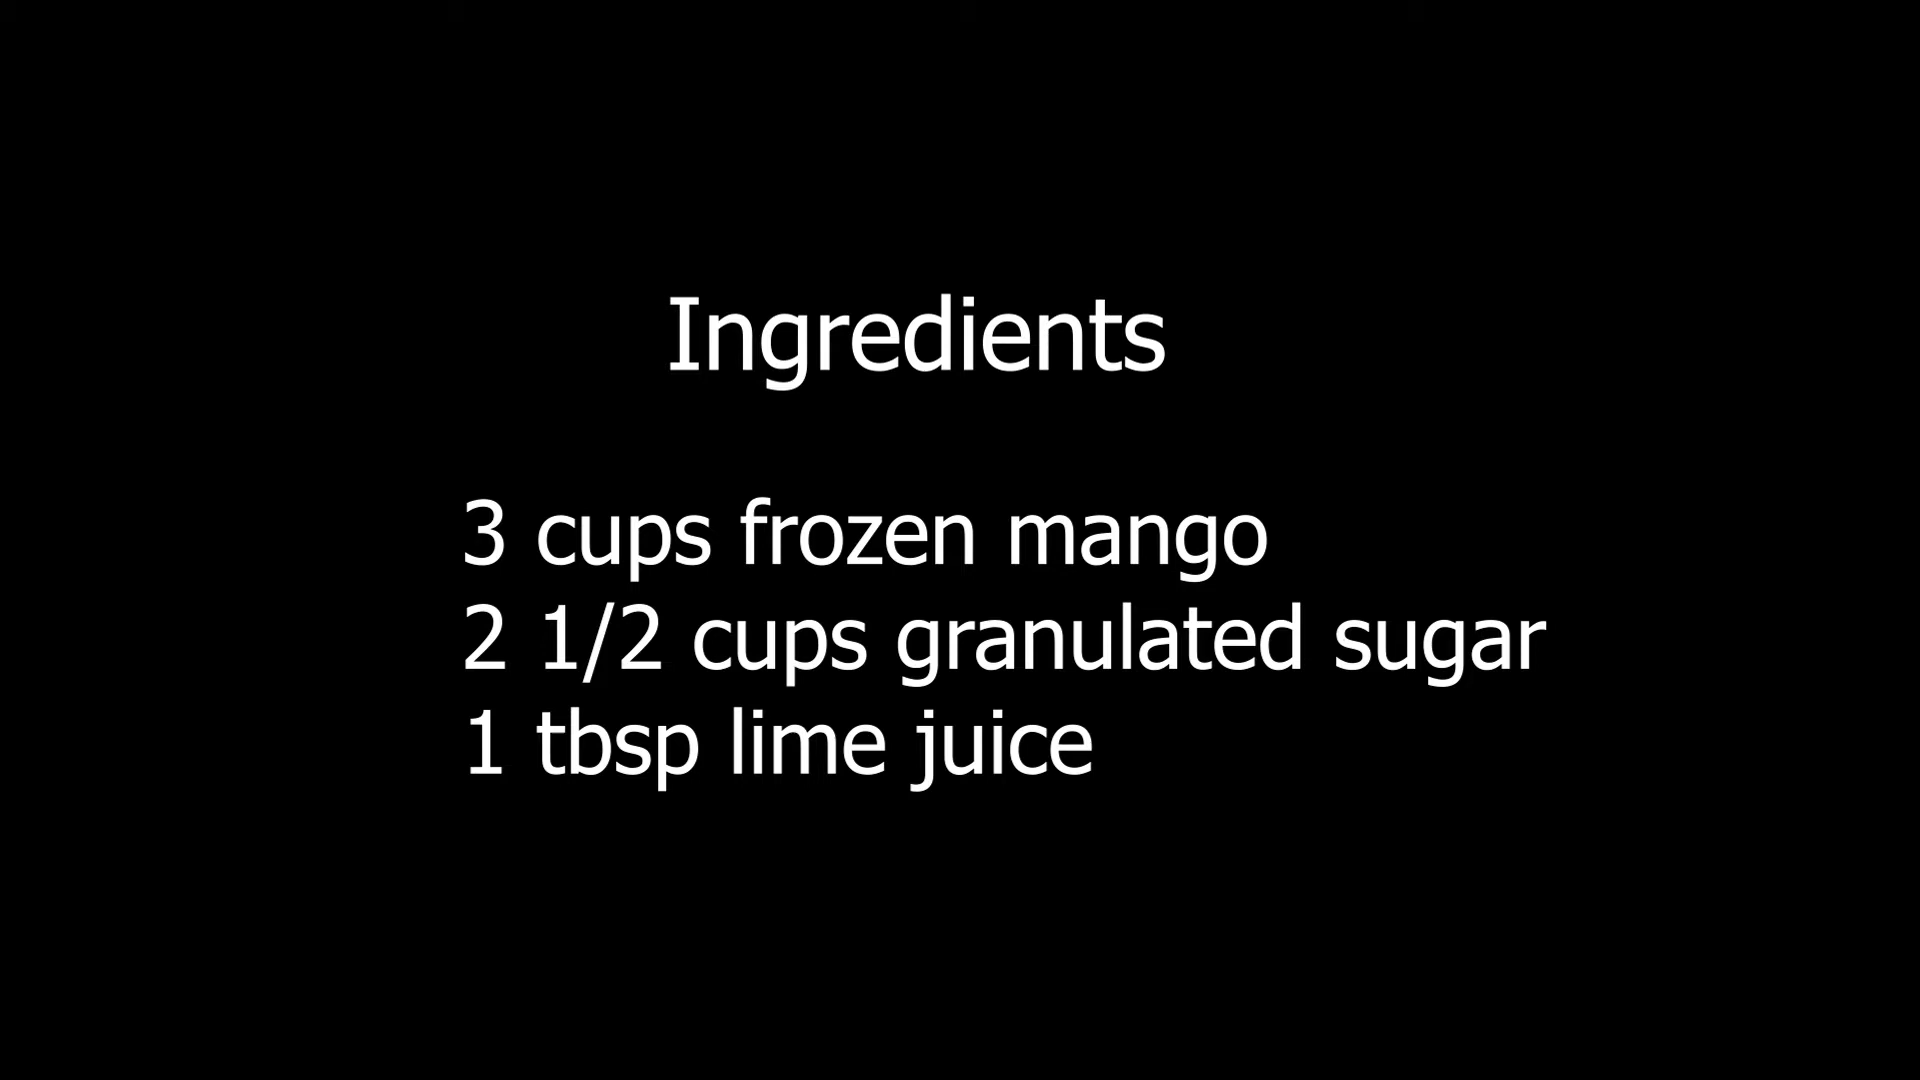 Ingredients
3 cups frozen mango
2 1/2 cups granulated sugar
1 tbsp lime juice